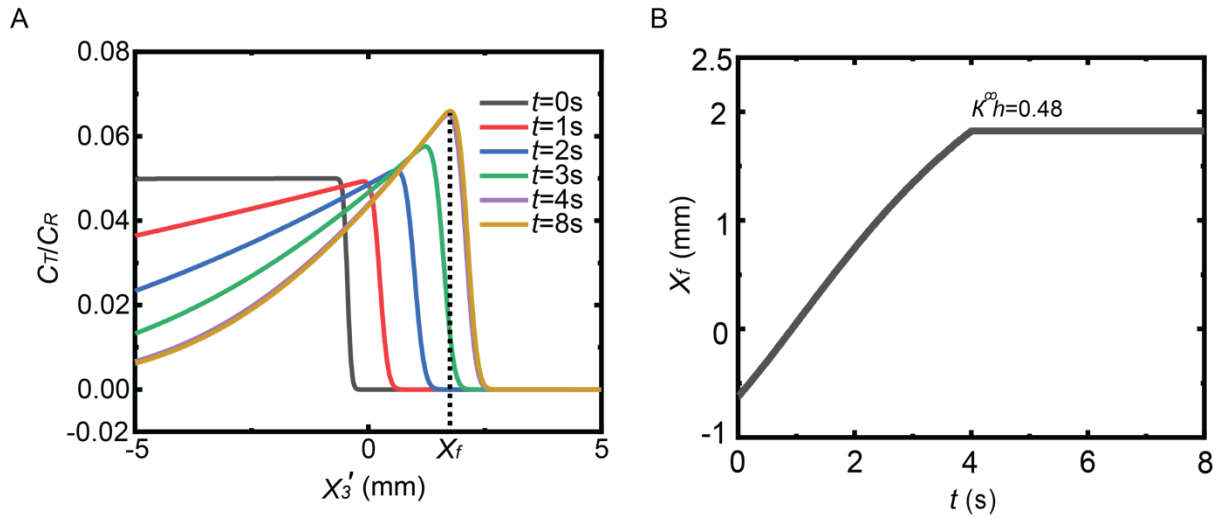 A
0.08
0.06
0.04
0.02
0.00
-0.02
C_T/C_R
t=0s
t=1s
t=2s
t=3s
t=4s
t=8s
-5
0
X_f
5
X_3′ (mm)
B
2.5
2
1
0
-1
X_f (mm)
K^∞h=0.48
0
2
4
6
8
t (s)